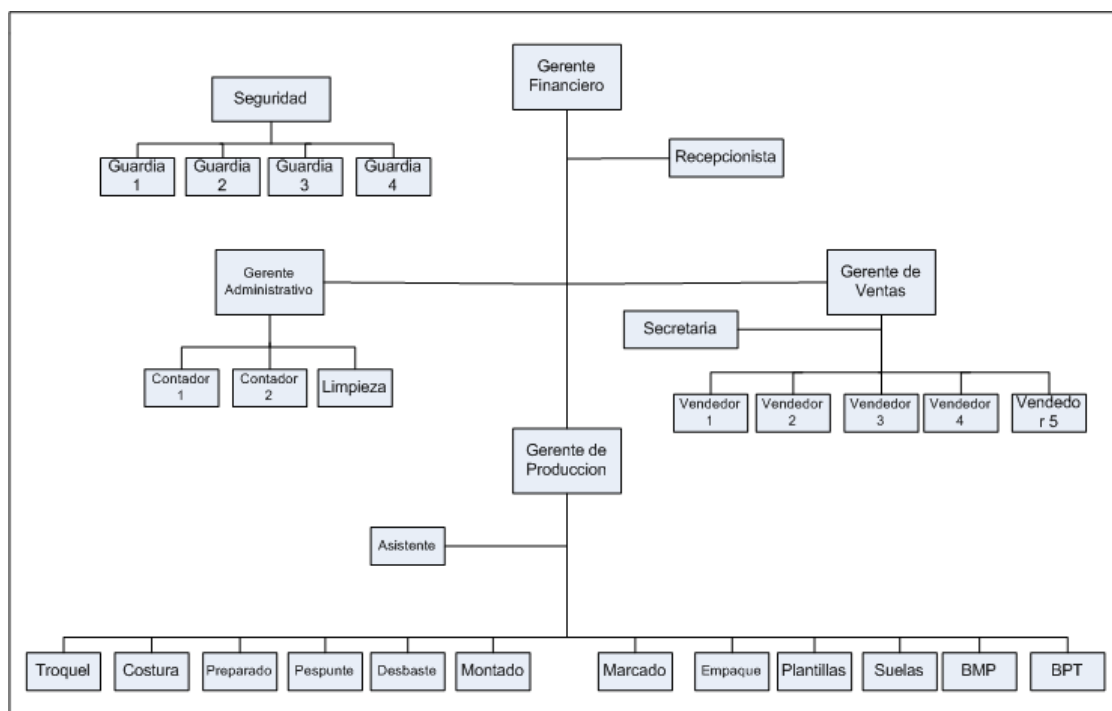 Gerente
Financiero
Seguridad
Recepcionista
Guardia
1
Guardia
2
Guardia
3
Guardia
4
Gerente
Administrativo
Gerente de
Ventas
Secretaria
Contador
1
Contador
2
Limpieza
Vendedor
1
Vendedor
2
Vendedor
3
Vendedor
4
Vendedo
r 5
Gerente de
Produccion
Asistente
Troquel
Costura
Preparado
Pespunte
Desbaste
Montado
Marcado
Empaque
Plantillas
Suelas
BMP
BPT